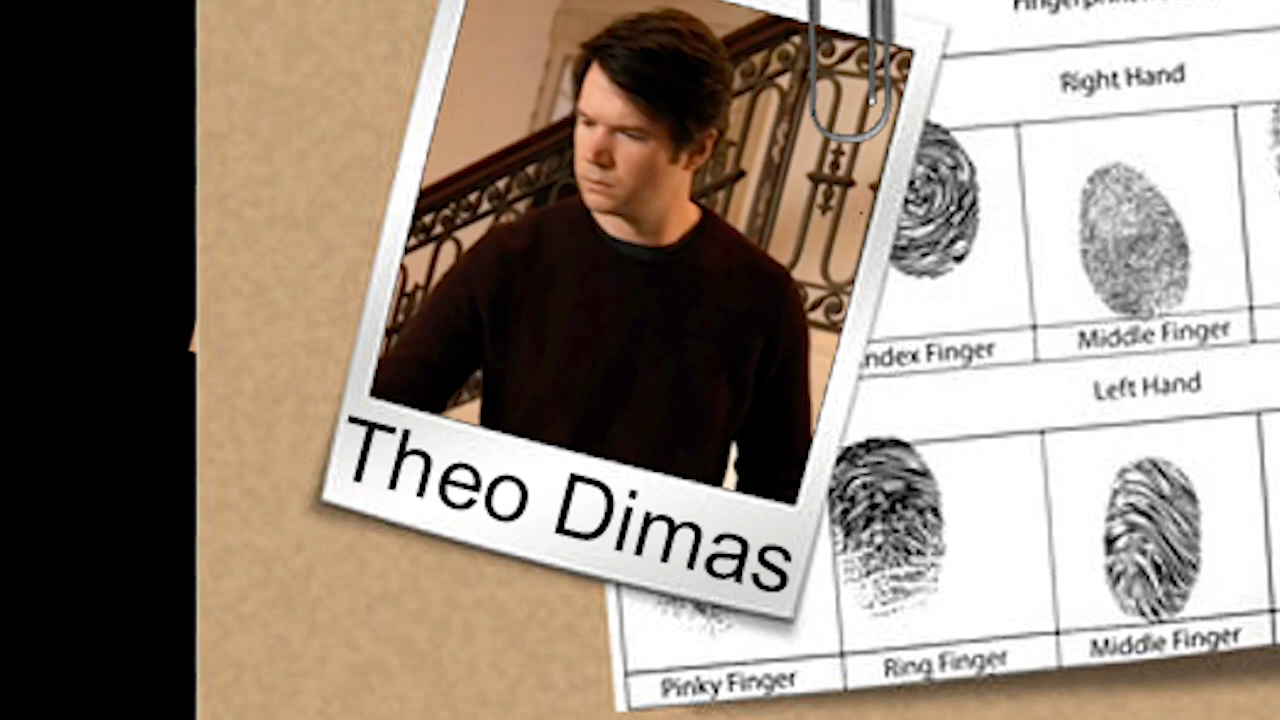 Right Hand
Index Finger
Middle Finger
Left Hand
Theo Dimas
Pinky Finger
Ring Finger
Middle Finger